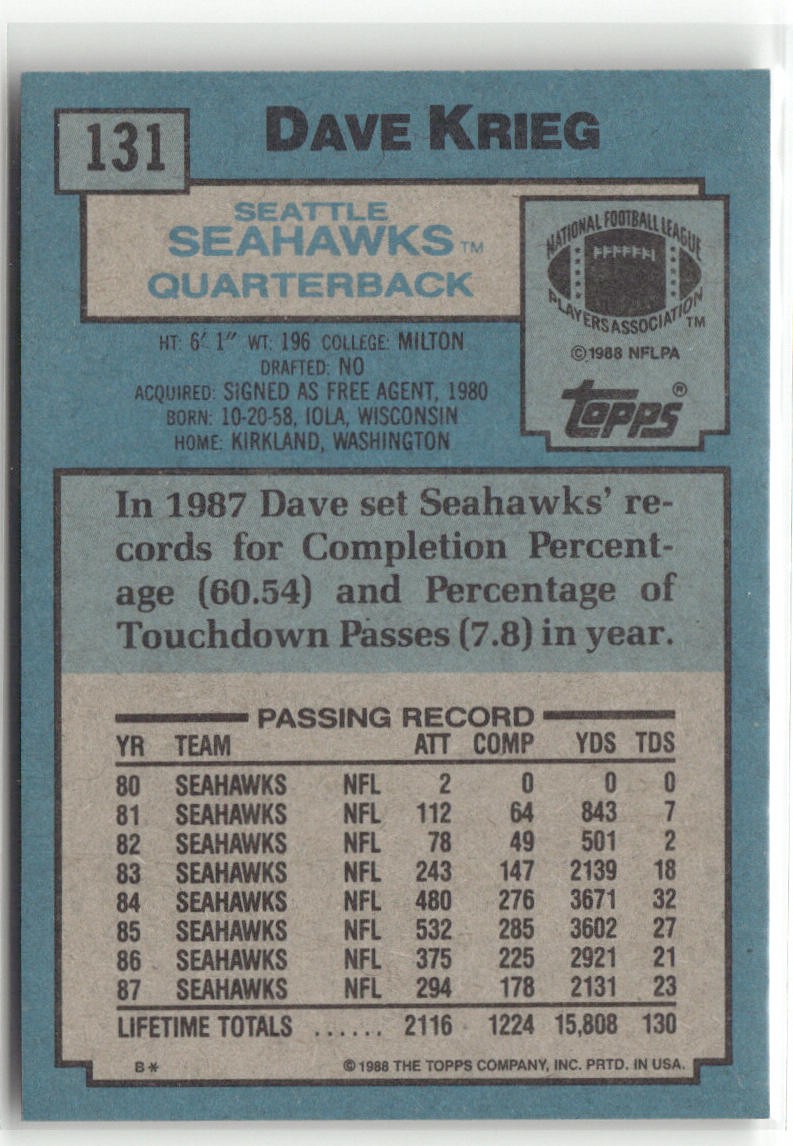 131
DAVE KRIEG
SEATTLE
SEAHAWKS™
QUARTERBACK
NATIONAL FOOTBALL LEAGUE
PLAYERS ASSOCIATION™
©1988 NFLPA
TOPPS®
HT: 6' 1" WT: 196 COLLEGE: MILTON
DRAFTED: NO
ACQUIRED: SIGNED AS FREE AGENT, 1980
BORN: 10-20-58, IOLA, WISCONSIN
HOME: KIRKLAND, WASHINGTON
In 1987 Dave set Seahawks' re-
cords for Completion Percent-
age (60.54) and Percentage of
Touchdown Passes (7.8) in year.
PASSING RECORD
YR TEAM ATT COMP YDS TDS
80 SEAHAWKS NFL 2 0 0 0
81 SEAHAWKS NFL 112 64 843 7
82 SEAHAWKS NFL 78 49 501 2
83 SEAHAWKS NFL 243 147 2139 18
84 SEAHAWKS NFL 480 276 3671 32
85 SEAHAWKS NFL 532 285 3602 27
86 SEAHAWKS NFL 375 225 2921 21
87 SEAHAWKS NFL 294 178 2131 23
LIFETIME TOTALS ...... 2116 1224 15,808 130
B* ©1988 THE TOPPS COMPANY, INC. PRTD. IN USA.